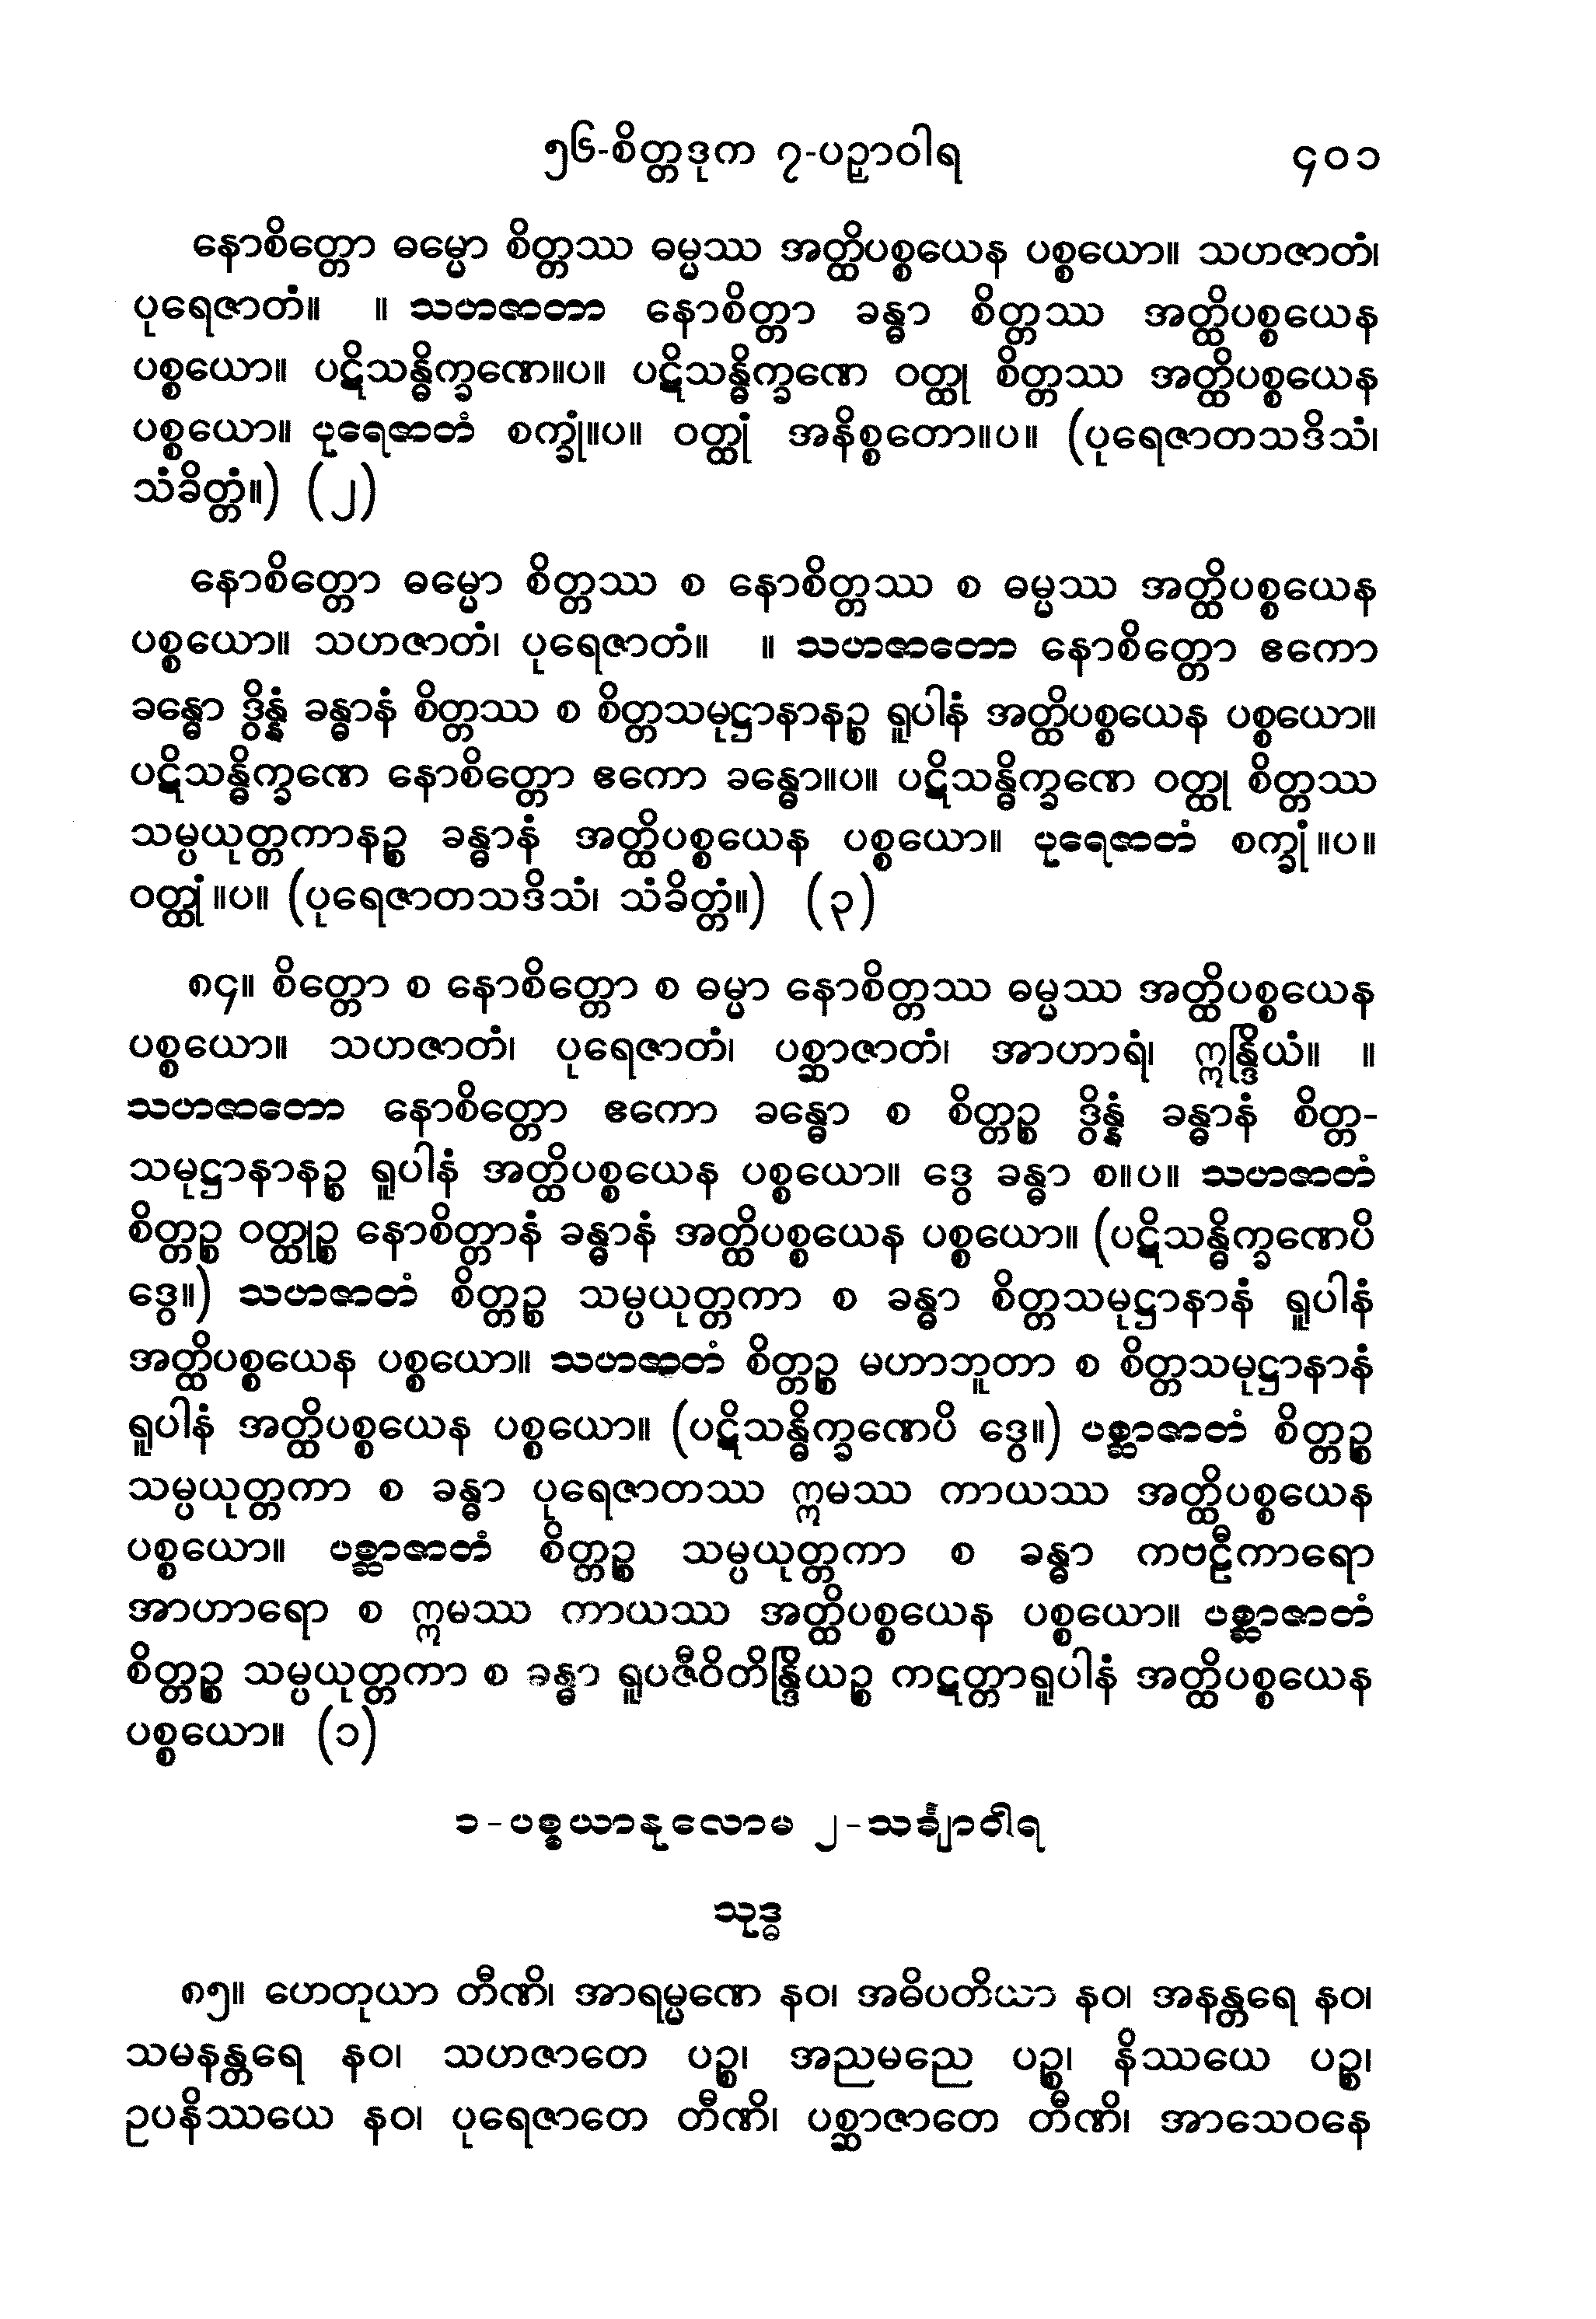 ၅၆-စိတ္တဒုက ၇-ပဉှာဝါရ ၄၀၁
နောစိတ္တော ဓမ္မော စိတ္တဿ ဓမ္မဿ အတ္ထိပစ္စယေန ပစ္စယော။ သဟဇာတံ၊
ပုရေဇာတံ။ ။ သဟဇာတာ နောစိတ္တာ ခန္ဓာ စိတ္တဿ အတ္ထိပစ္စယေန
ပစ္စယော။ ပဋိသန္ဓိက္ခဏေ။ပ။ ပဋိသန္ဓိက္ခဏေ ဝတ္ထု စိတ္တဿ အတ္ထိပစ္စယေန
ပစ္စယော။ ပုရေဇာတံ စက္ခုံ။ပ။ ဝတ္ထုံ အနိစ္စတော။ပ။ (ပုရေဇာတသဒိသံ၊
သံခိတ္တံ။) (၂)
နောစိတ္တော ဓမ္မော စိတ္တဿ စ နောစိတ္တဿ စ ဓမ္မဿ အတ္ထိပစ္စယေန
ပစ္စယော။ သဟဇာတံ၊ ပုရေဇာတံ။ ။ သဟဇာတော နောစိတ္တော ဧကော
ခန္ဓော ဒွိန္နံ ခန္ဓာနံ စိတ္တဿ စ စိတ္တသမုဋ္ဌာနာနဉ္စ ရူပါနံ အတ္ထိပစ္စယေန ပစ္စယော။
ပဋိသန္ဓိက္ခဏေ နောစိတ္တော ဧကော ခန္ဓော။ပ။ ပဋိသန္ဓိက္ခဏေ ဝတ္ထု စိတ္တဿ
သမ္ပယုတ္တကာနဉ္စ ခန္ဓာနံ အတ္ထိပစ္စယေန ပစ္စယော။ ပုရေဇာတံ စက္ခုံ။ပ။
ဝတ္ထုံ။ပ။ (ပုရေဇာတသဒိသံ၊ သံခိတ္တံ။) (၃)
၈၄။ စိတ္တော စ နောစိတ္တော စ ဓမ္မာ နောစိတ္တဿ ဓမ္မဿ အတ္ထိပစ္စယေန
ပစ္စယော။ သဟဇာတံ၊ ပုရေဇာတံ၊ ပစ္ဆာဇာတံ၊ အာဟာရံ၊ ဣန္ဒြိယံ။ ။
သဟဇာတော နောစိတ္တော ဧကော ခန္ဓော စ စိတ္တဉ္စ ဒွိန္နံ ခန္ဓာနံ စိတ္တ-
သမုဋ္ဌာနာနဉ္စ ရူပါနံ အတ္ထိပစ္စယေန ပစ္စယော။ ဒွေ ခန္ဓာ စ။ပ။ သဟဇာတံ
စိတ္တဉ္စ ဝတ္ထုဉ္စ နောစိတ္တာနံ ခန္ဓာနံ အတ္ထိပစ္စယေန ပစ္စယော။ (ပဋိသန္ဓိက္ခဏေပိ
ဒွေ။) သဟဇာတံ စိတ္တဉ္စ သမ္ပယုတ္တကာ စ ခန္ဓာ စိတ္တသမုဋ္ဌာနာနံ ရူပါနံ
အတ္ထိပစ္စယေန ပစ္စယော။ သဟဇာတံ စိတ္တဉ္စ မဟာဘူတာ စ စိတ္တသမုဋ္ဌာနာနံ
ရူပါနံ အတ္ထိပစ္စယေန ပစ္စယော။ (ပဋိသန္ဓိက္ခဏေပိ ဒွေ။) ပစ္ဆာဇာတံ စိတ္တဉ္စ
သမ္ပယုတ္တကာ စ ခန္ဓာ ပုရေဇာတဿ ဣမဿ ကာယဿ အတ္ထိပစ္စယေန
ပစ္စယော။ ပစ္ဆာဇာတံ စိတ္တဉ္စ သမ္ပယုတ္တကာ စ ခန္ဓာ ကဗဠီကာရော
အာဟာရော စ ဣမဿ ကာယဿ အတ္ထိပစ္စယေန ပစ္စယော။ ပစ္ဆာဇာတံ
စိတ္တဉ္စ သမ္ပယုတ္တကာ စ ခန္ဓာ ရူပဇီဝိတိန္ဒြိယဉ္စ ကဋတ္တာရူပါနံ အတ္ထိပစ္စယေန
ပစ္စယော။ (၁)
၁-ပစ္စယာနုလောမ ၂-သင်္ချာဝါရ
သုဒ္ဓ
၈၅။ ဟေတုယာ တီဏိ၊ အာရမ္မဏေ နဝ၊ အဓိပတိယာ နဝ၊ အနန္တရေ နဝ၊
သမနန္တရေ နဝ၊ သဟဇာတေ ပဉ္စ၊ အညမညေ ပဉ္စ၊ နိဿယေ ပဉ္စ၊
ဥပနိဿယေ နဝ၊ ပုရေဇာတေ တီဏိ၊ ပစ္ဆာဇာတေ တီဏိ၊ အာသေဝနေ